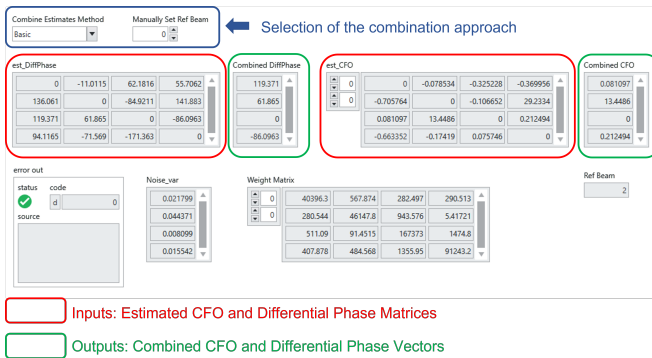 Combine Estimates Method Manually Set Ref Beam
Basic 0
Selection of the combination approach
est_DiffPhase Combined DiffPhase est_CFO Combined CFO
0 -11.0115 62.1816 55.7062 119.371 0 0 -0.078534 -0.325228 -0.369956 0.081097
136.061 0 -84.9211 141.883 61.865 0 -0.705764 0 -0.106652 29.2334 13.4486
119.371 61.865 0 -86.0963 0 0.081097 13.4486 0 0.212494 0
94.1165 -71.569 -171.363 0 -86.0963 -0.663352 -0.17419 0.075746 0 0.212494
error out
status code
d 0
source
Noise_var Weight Matrix Ref Beam
0.021799 0 40396.3 567.874 282.497 290.513 2
0.044371 0 280.544 46147.8 943.576 5.41721
0.008099 511.09 91.4515 167373 1474.8
0.015542 407.878 484.568 1355.95 91243.2
Inputs: Estimated CFO and Differential Phase Matrices
Outputs: Combined CFO and Differential Phase Vectors